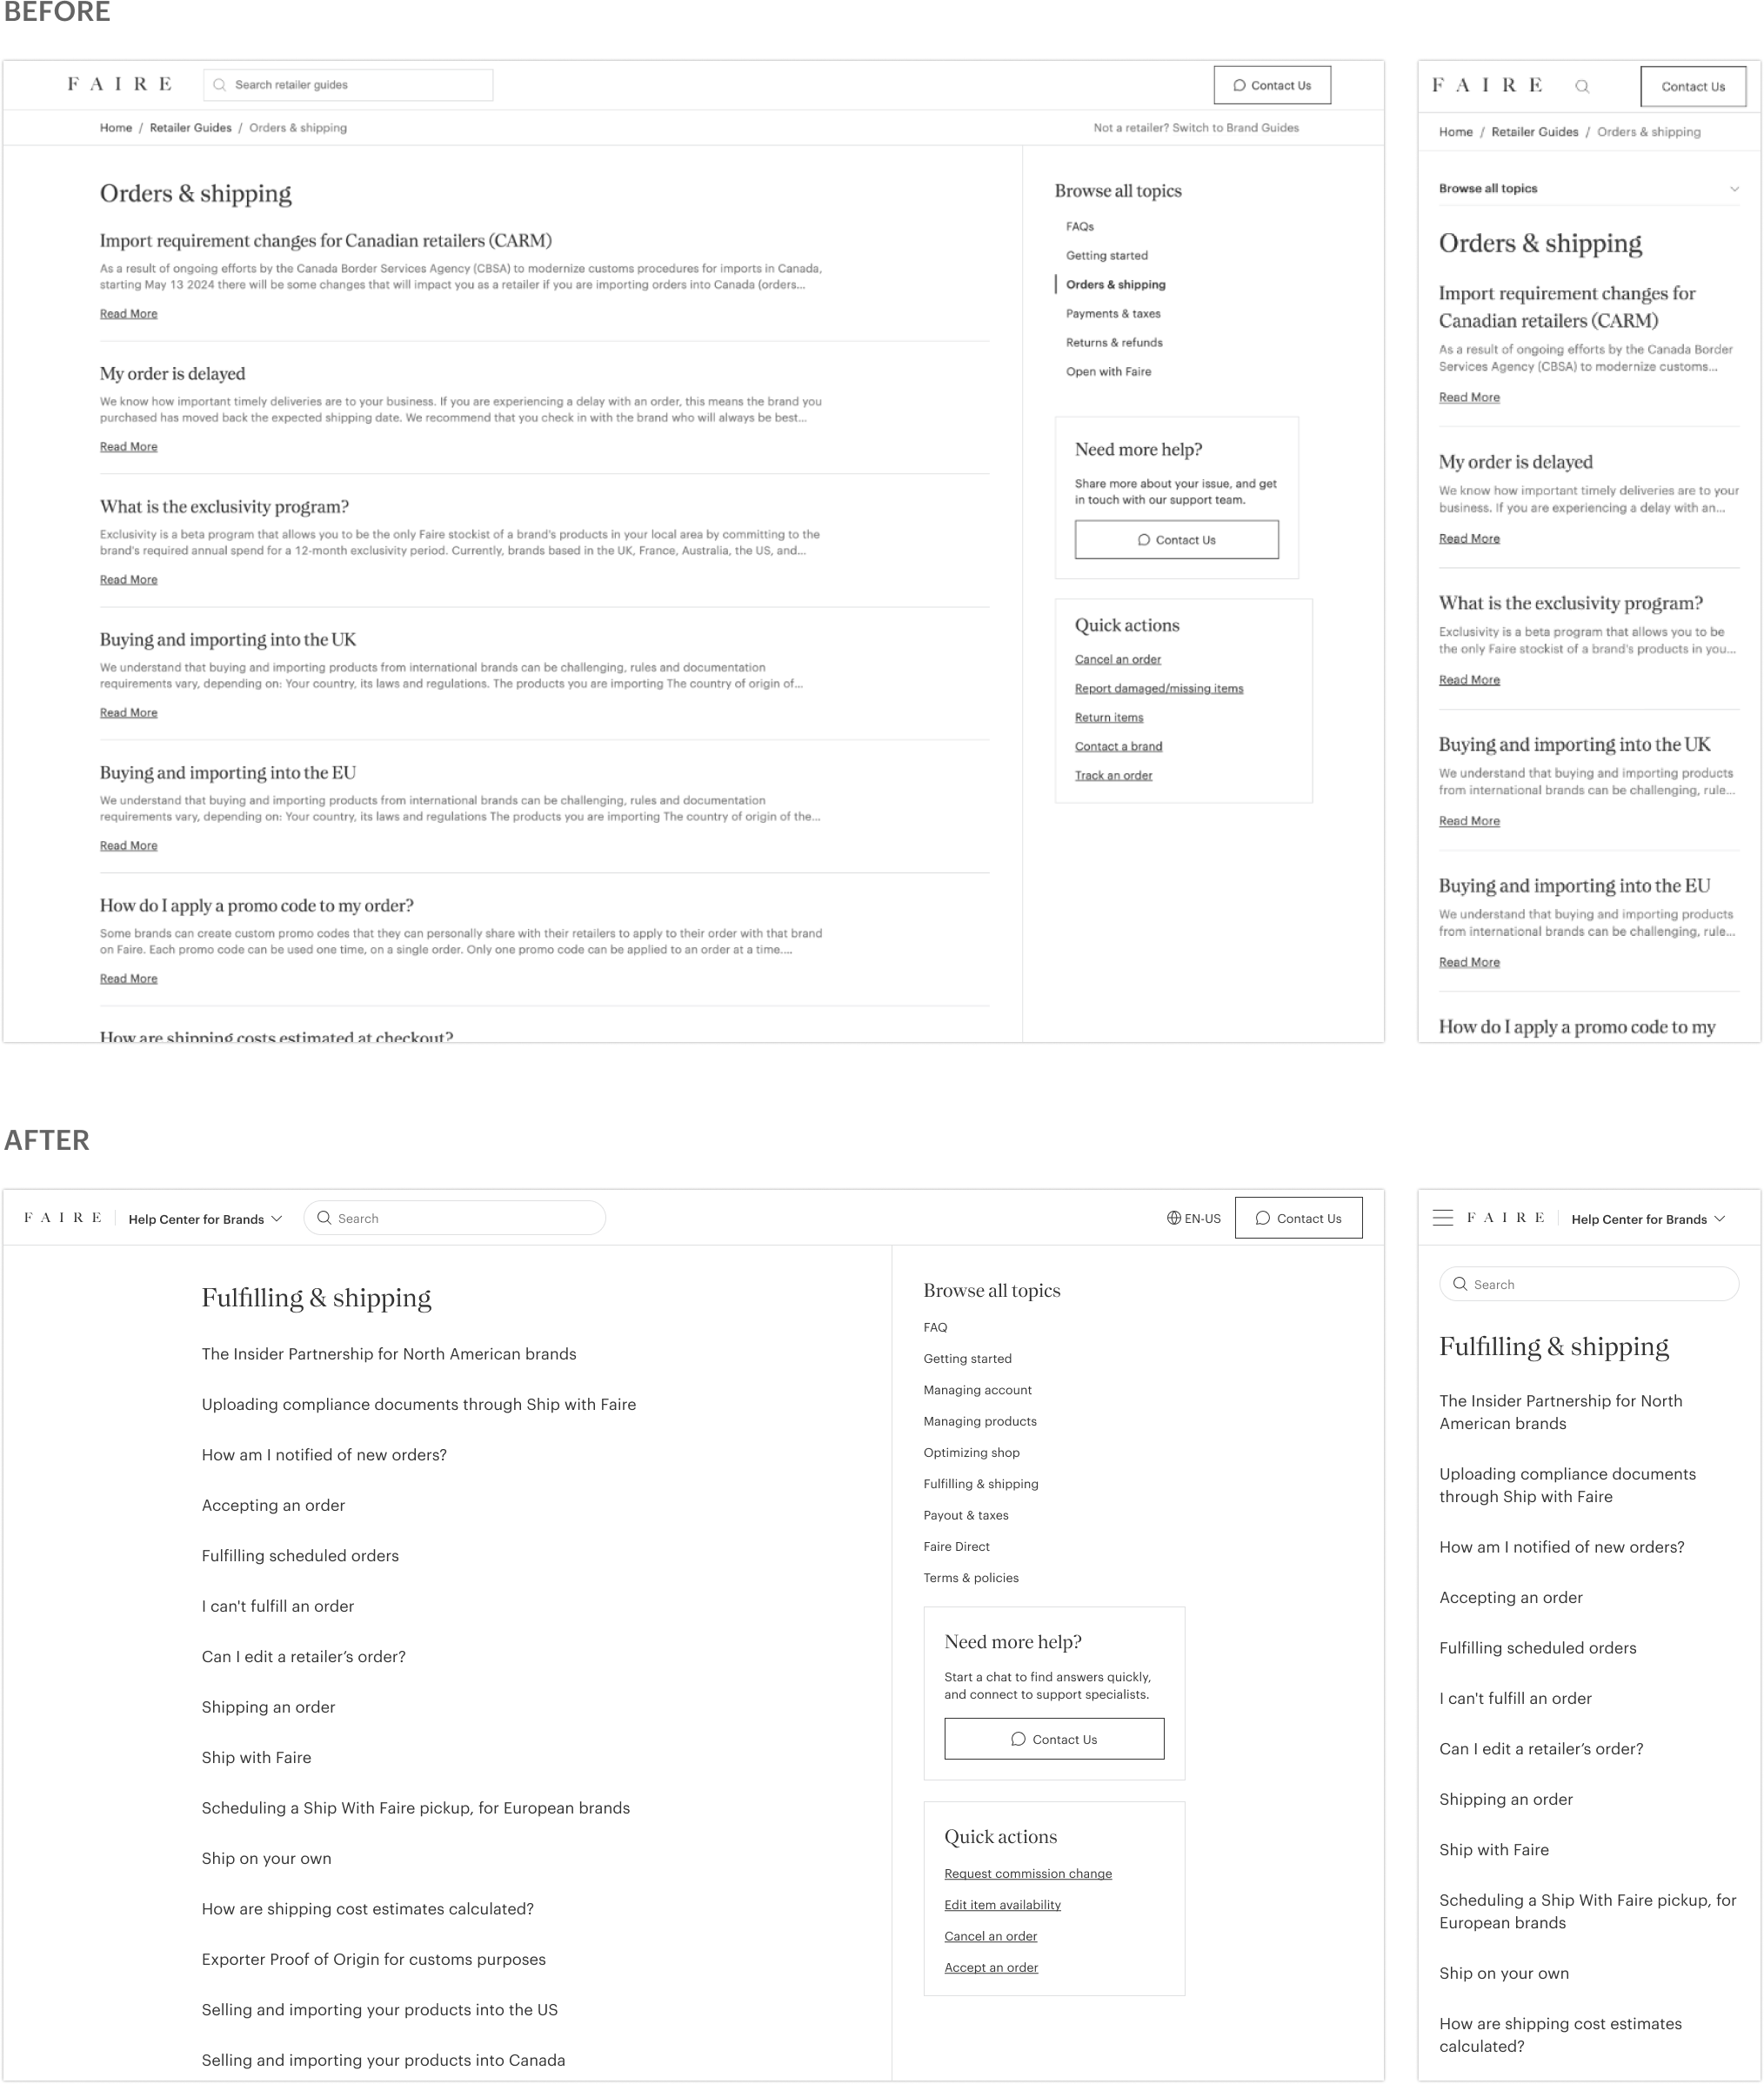 BEFORE
FAIRE
Search retailer guides
Contact Us
Home / Retailer Guides / Orders & shipping
Not a retailer? Switch to Brand Guides
Orders & shipping
Import requirement changes for Canadian retailers (CARM)
As a result of ongoing efforts by the Canada Border Services Agency (CBSA) to modernize customs procedures for imports in Canada,
starting May 13 2024 there will be some changes that will impact you as a retailer if you are importing orders into Canada (orders...
Read More
My order is delayed
We know how important timely deliveries are to your business. If you are experiencing a delay with an order, this means the brand you
purchased has moved back the expected shipping date. We recommend that you check in with the brand who will always be best...
Read More
What is the exclusivity program?
Exclusivity is a beta program that allows you to be the only Faire stockist of a brand's products in your local area by committing to the
brand's required annual spend for a 12-month exclusivity period. Currently, brands based in the UK, France, Australia, the US, and...
Read More
Buying and importing into the UK
We understand that buying and importing products from international brands can be challenging, rules and documentation
requirements vary, depending on: Your country, its laws and regulations. The products you are importing The country of origin of...
Read More
Buying and importing into the EU
We understand that buying and importing products from international brands can be challenging, rules and documentation
requirements vary, depending on: Your country, its laws and regulations The products you are importing The country of origin of the...
Read More
How do I apply a promo code to my order?
Some brands can create custom promo codes that they can personally share with their retailers to apply to their order with that brand
on Faire. Each promo code can be used one time, on a single order. Only one promo code can be applied to an order at a time....
Read More
How are shipping costs estimated at checkout?
Browse all topics
FAQs
Getting started
Orders & shipping
Payments & taxes
Returns & refunds
Open with Faire
Need more help?
Share more about your issue, and get
in touch with our support team.
Contact Us
Quick actions
Cancel an order
Report damaged/missing items
Return items
Contact a brand
Track an order
FAIRE
Contact Us
Home / Retailer Guides / Orders & shipping
Browse all topics
Orders & shipping
Import requirement changes for
Canadian retailers (CARM)
As a result of ongoing efforts by the Canada Border
Services Agency (CBSA) to modernize customs...
Read More
My order is delayed
We know how important timely deliveries are to your
business. If you are experiencing a delay with an...
Read More
What is the exclusivity program?
Exclusivity is a beta program that allows you to be
the only Faire stockist of a brand's products in you...
Read More
Buying and importing into the UK
We understand that buying and importing products
from international brands can be challenging, rule...
Read More
Buying and importing into the EU
We understand that buying and importing products
from international brands can be challenging, rule...
Read More
How do I apply a promo code to my
AFTER
FAIRE
Help Center for Brands
Search
EN-US
Contact Us
Fulfilling & shipping
The Insider Partnership for North American brands
Uploading compliance documents through Ship with Faire
How am I notified of new orders?
Accepting an order
Fulfilling scheduled orders
I can't fulfill an order
Can I edit a retailer’s order?
Shipping an order
Ship with Faire
Scheduling a Ship With Faire pickup, for European brands
Ship on your own
How are shipping cost estimates calculated?
Exporter Proof of Origin for customs purposes
Selling and importing your products into the US
Selling and importing your products into Canada
Browse all topics
FAQ
Getting started
Managing account
Managing products
Optimizing shop
Fulfilling & shipping
Payout & taxes
Faire Direct
Terms & policies
Need more help?
Start a chat to find answers quickly,
and connect to support specialists.
Contact Us
Quick actions
Request commission change
Edit item availability
Cancel an order
Accept an order
FAIRE
Help Center for Brands
Search
Fulfilling & shipping
The Insider Partnership for North
American brands
Uploading compliance documents
through Ship with Faire
How am I notified of new orders?
Accepting an order
Fulfilling scheduled orders
I can't fulfill an order
Can I edit a retailer’s order?
Shipping an order
Ship with Faire
Scheduling a Ship With Faire pickup, for
European brands
Ship on your own
How are shipping cost estimates
calculated?